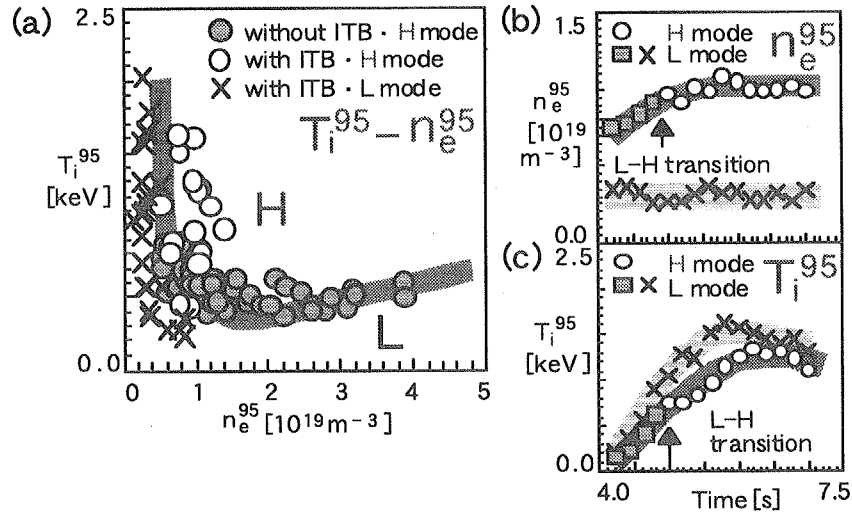 (a)
2.5
without ITB · H mode
with ITB · H mode
with ITB · L mode
T_i^95 – n_e^95
T_i^95
[keV]
H
L
0.0
0 1 2 3 4 5
n_e^95 [10^19 m^-3]
(b)
1.5
H mode
L mode
n_e^95
n_e^95
[10^19
m^-3]
L–H transition
0.0
(c)
2.5
H mode
L mode
T_i^95
T_i^95
[keV]
L–H
transition
0.0
4.0 7.5
Time [s]